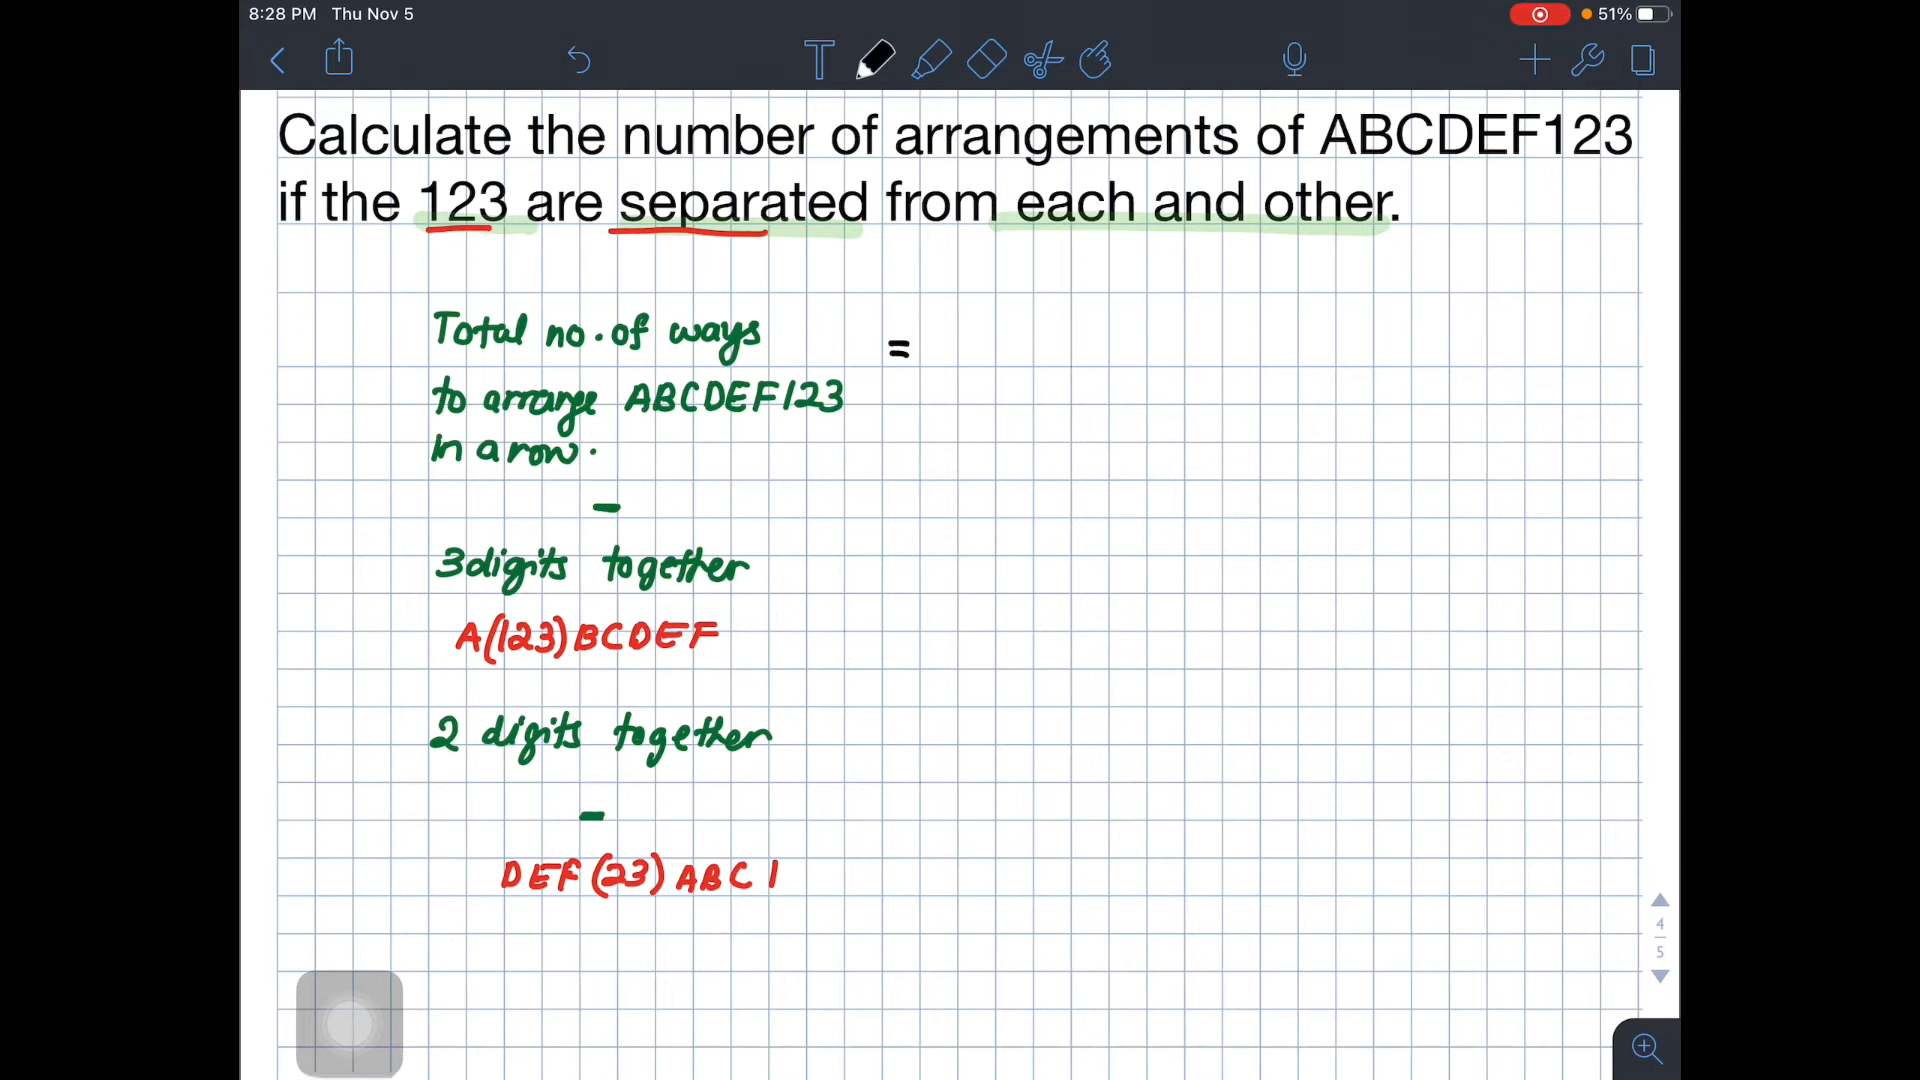 8:28 PM Thu Nov 5
51%
Calculate the number of arrangements of ABCDEF123
if the 123 are separated from each and other.
Total no. of ways
=
to arrange ABCDEF123
in a row.
-
3 digits together
A(123)BCDEF
2 digits together
-
DEF(23)ABC1
4
5